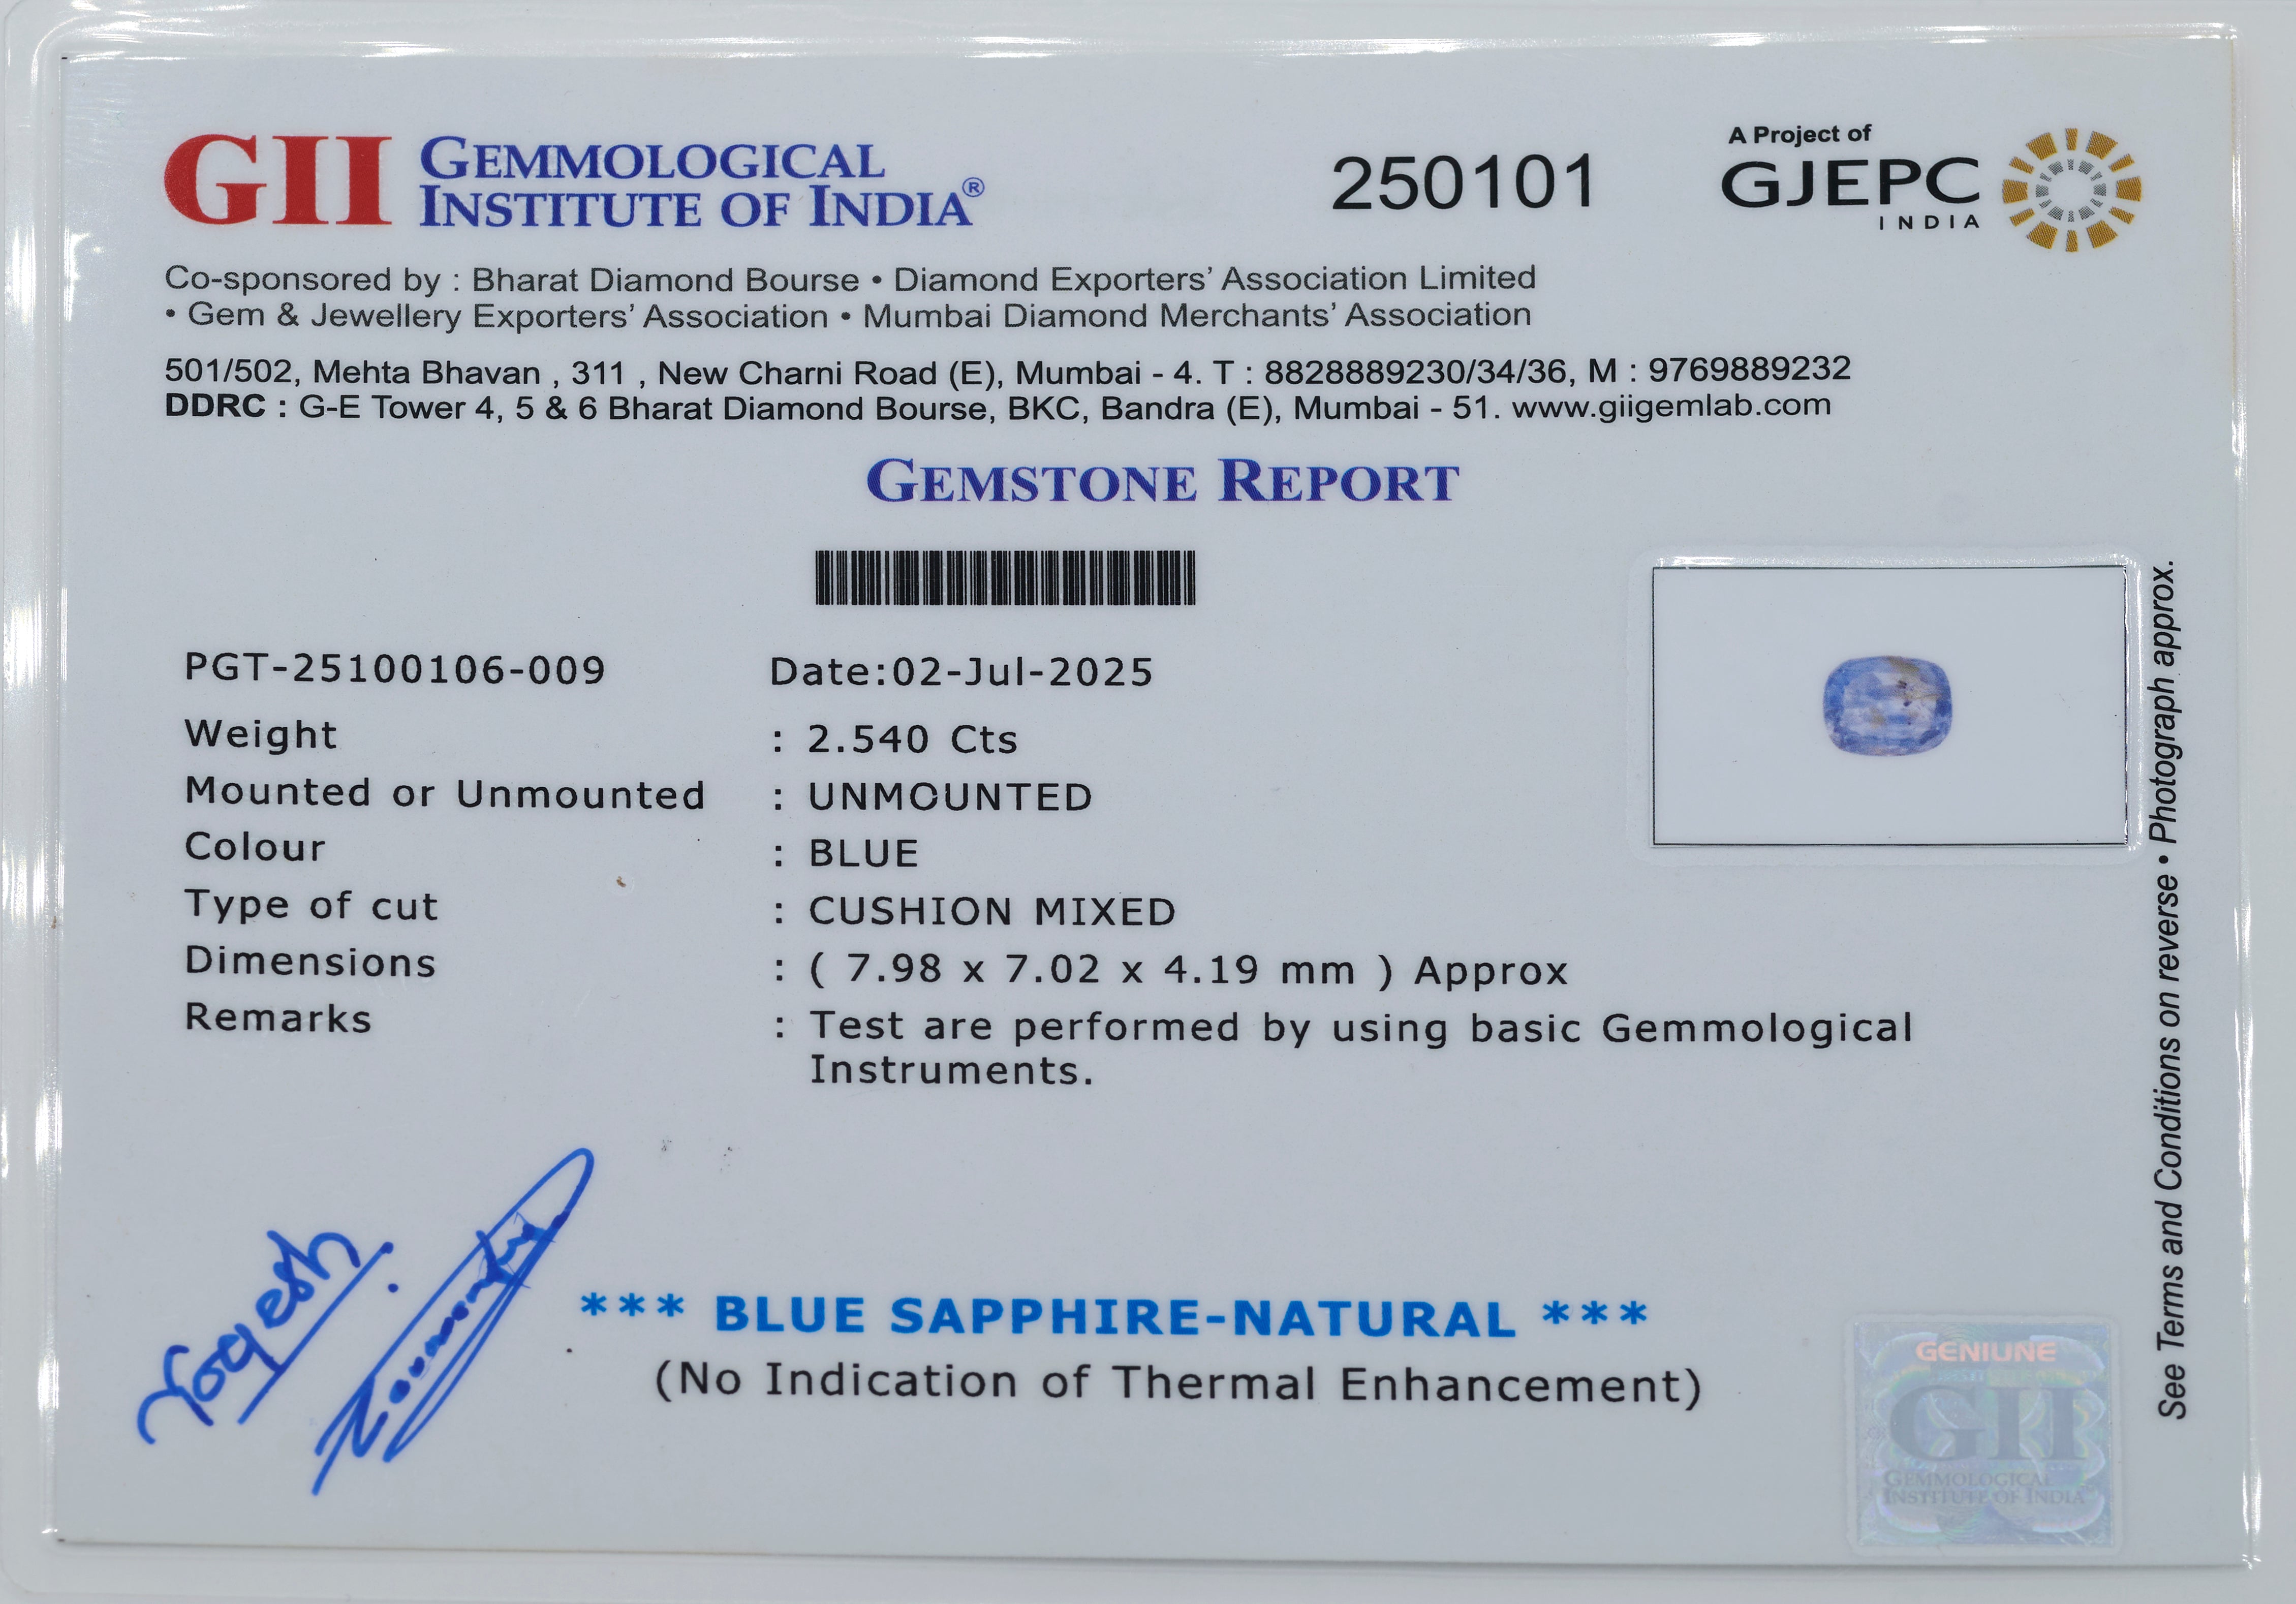 GII GEMMOLOGICAL INSTITUTE OF INDIA®
250101
A Project of
GJEPC
INDIA
Co-sponsored by : Bharat Diamond Bourse • Diamond Exporters' Association Limited
• Gem & Jewellery Exporters' Association • Mumbai Diamond Merchants' Association
501/502, Mehta Bhavan , 311 , New Charni Road (E), Mumbai - 4. T : 8828889230/34/36, M : 9769889232
DDRC : G-E Tower 4, 5 & 6 Bharat Diamond Bourse, BKC, Bandra (E), Mumbai - 51. www.giigemlab.com
GEMSTONE REPORT
PGT-25100106-009 Date:02-Jul-2025
Weight : 2.540 Cts
Mounted or Unmounted : UNMOUNTED
Colour : BLUE
Type of cut : CUSHION MIXED
Dimensions : ( 7.98 x 7.02 x 4.19 mm ) Approx
Remarks : Test are performed by using basic Gemmological
Instruments.
Yogesh
*** BLUE SAPPHIRE-NATURAL ***
(No Indication of Thermal Enhancement)
GENIUNE
GII
GEMMOLOGICAL
INSTITUTE OF INDIA
See Terms and Conditions on reverse • Photograph approx.